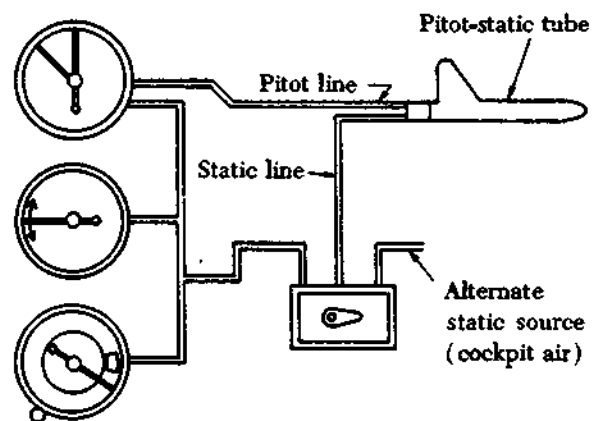 Pitot-static tube
Pitot line
Static line
Alternate
static source
(cockpit air)